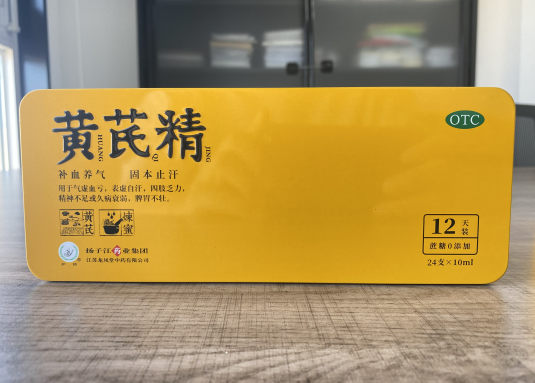 黄芪精
HUANG QI JING
OTC
补血养气 固本止汗
用于气虚血亏，表虚自汗，四肢乏力，
精神不足或久病衰弱，脾胃不壮。
黄芪 炼蜜
扬子江药业集团
江苏龙凤堂中药有限公司
12天装
蔗糖0添加
24支×10ml